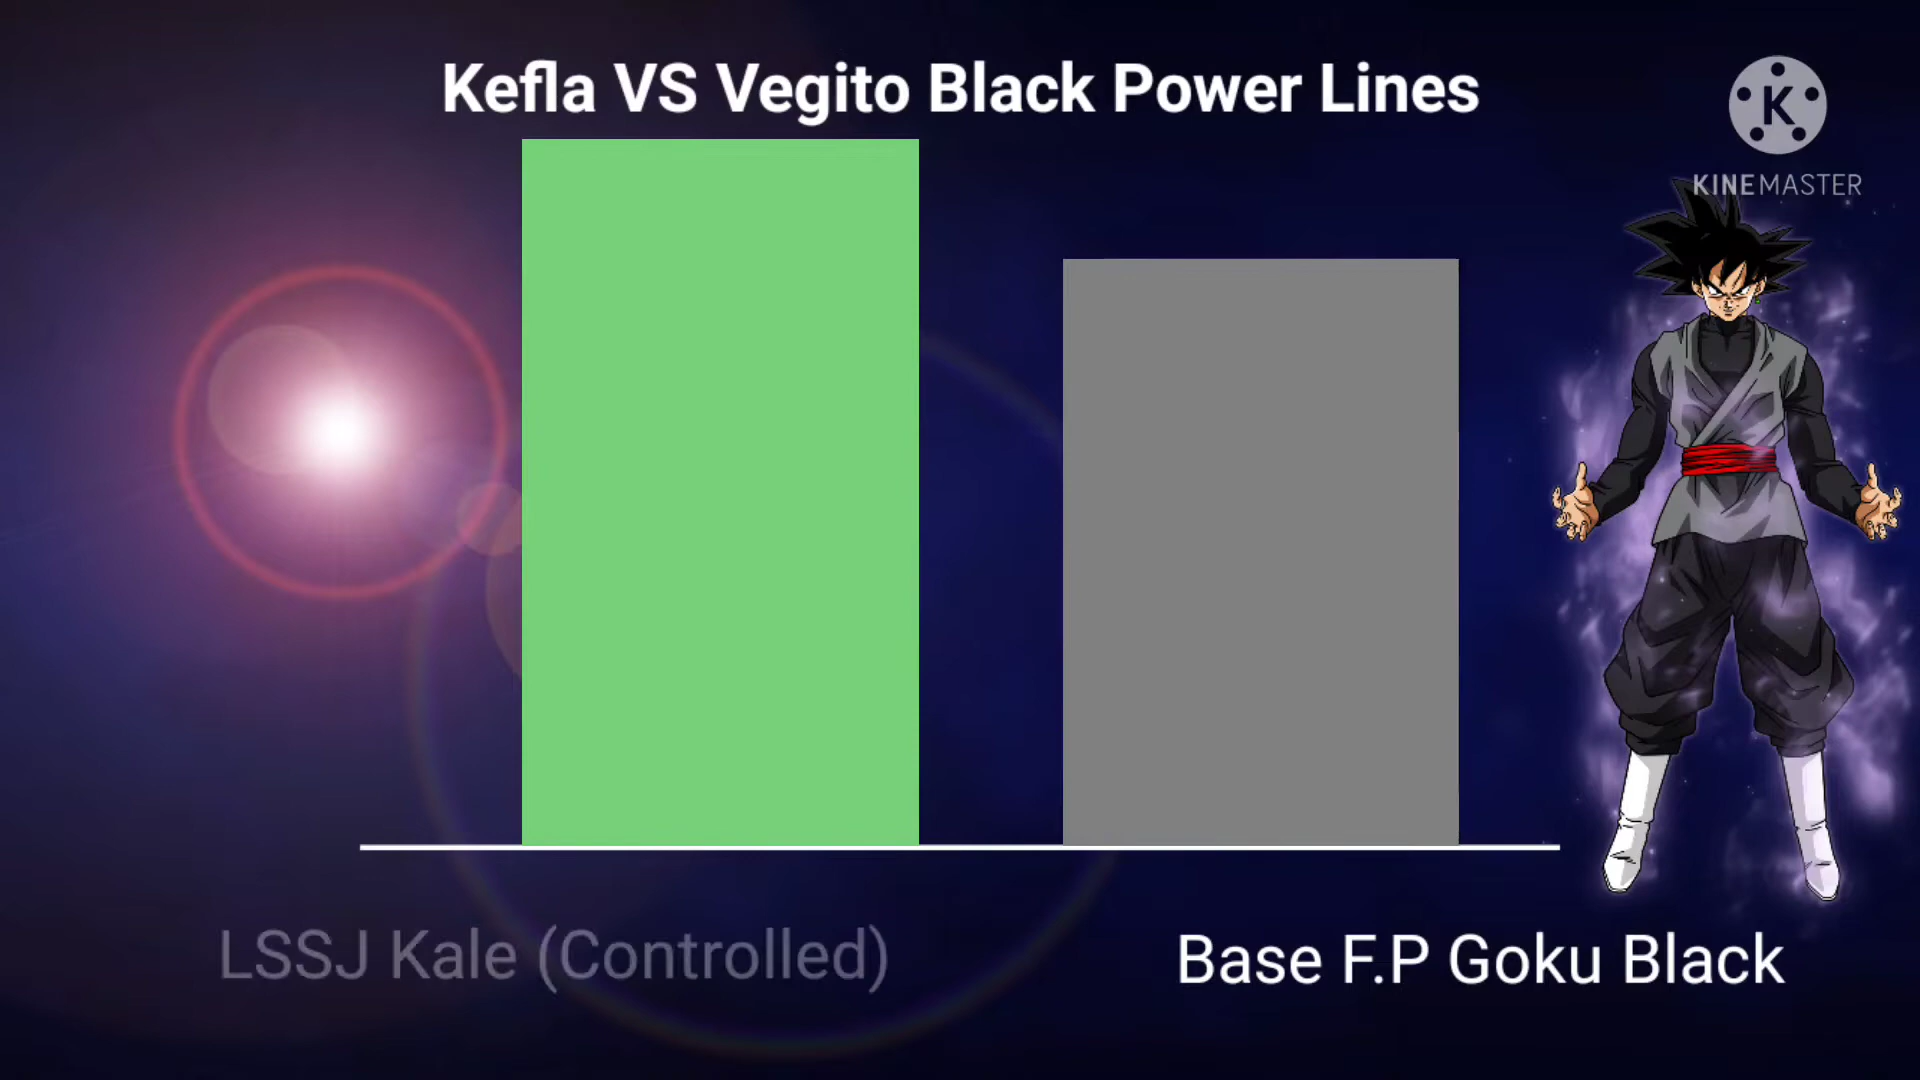 Kefla VS Vegito Black Power Lines
K
KINEMASTER
LSSJ Kale (Controlled)
Base F.P Goku Black